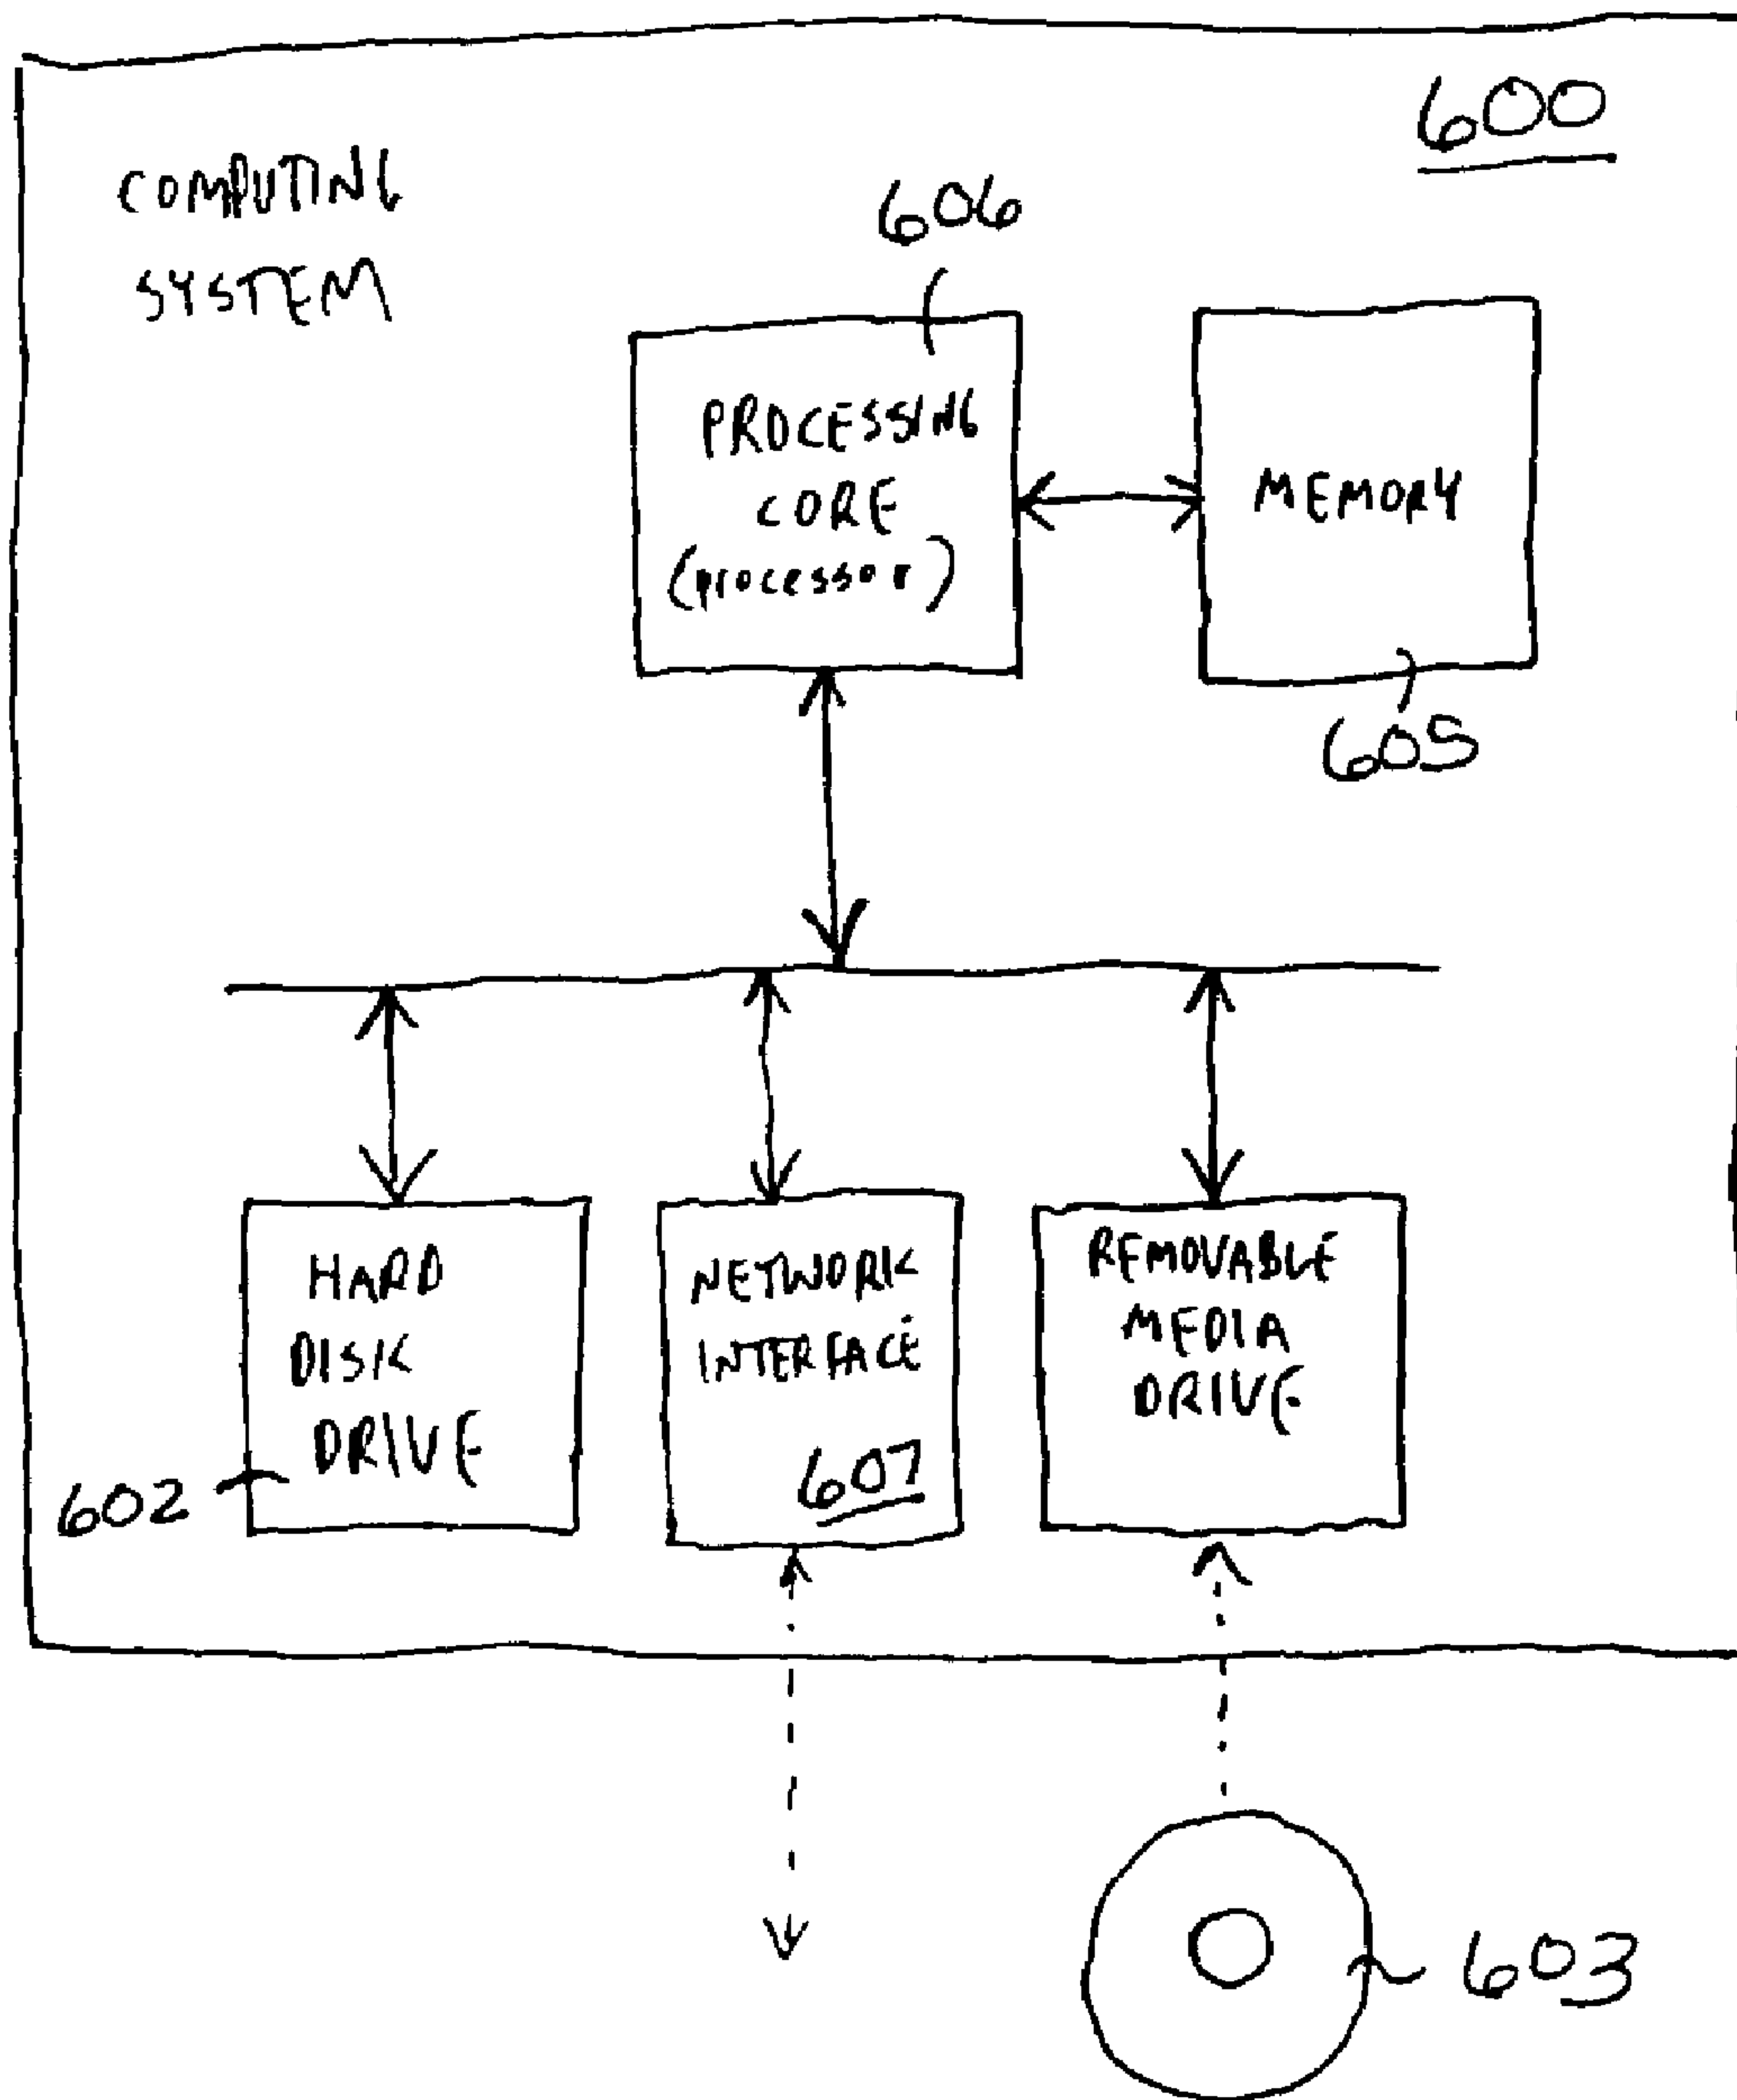 600
COMPUTING
SYSTEM
606
PROCESSING
CORE
(processor)
MEMORY
605
HARD
DISK
DRIVE
602
NETWORK
INTERFACE
607
REMOVABLE
MEDIA
DRIVE
603